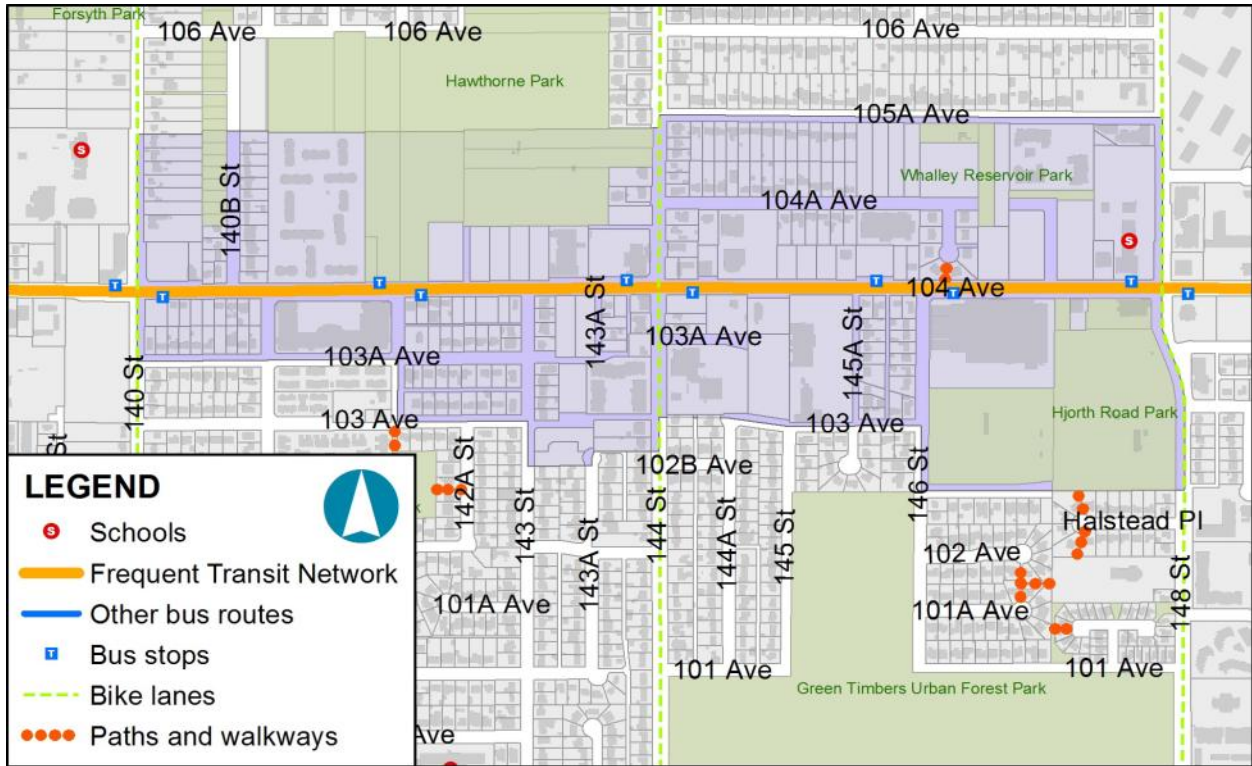 Forsyth Park
106 Ave
106 Ave
106 Ave
Hawthorne Park
105A Ave
S
Whalley Reservoir Park
140B St
104A Ave
S
T
T
T
T
T
T
T
T
T
T
T
104 Ave
143A St
103A Ave
103A Ave
145A St
140 St
103 Ave
103 Ave
Hjorth Road Park
St
142A St
143 St
143A St
144 St
102B Ave
144A St
145 St
146 St
Halstead Pl
102 Ave
101A Ave
101A Ave
148 St
101 Ave
101 Ave
Green Timbers Urban Forest Park
k
Ave
LEGEND
S Schools
Frequent Transit Network
Other bus routes
T Bus stops
Bike lanes
Paths and walkways